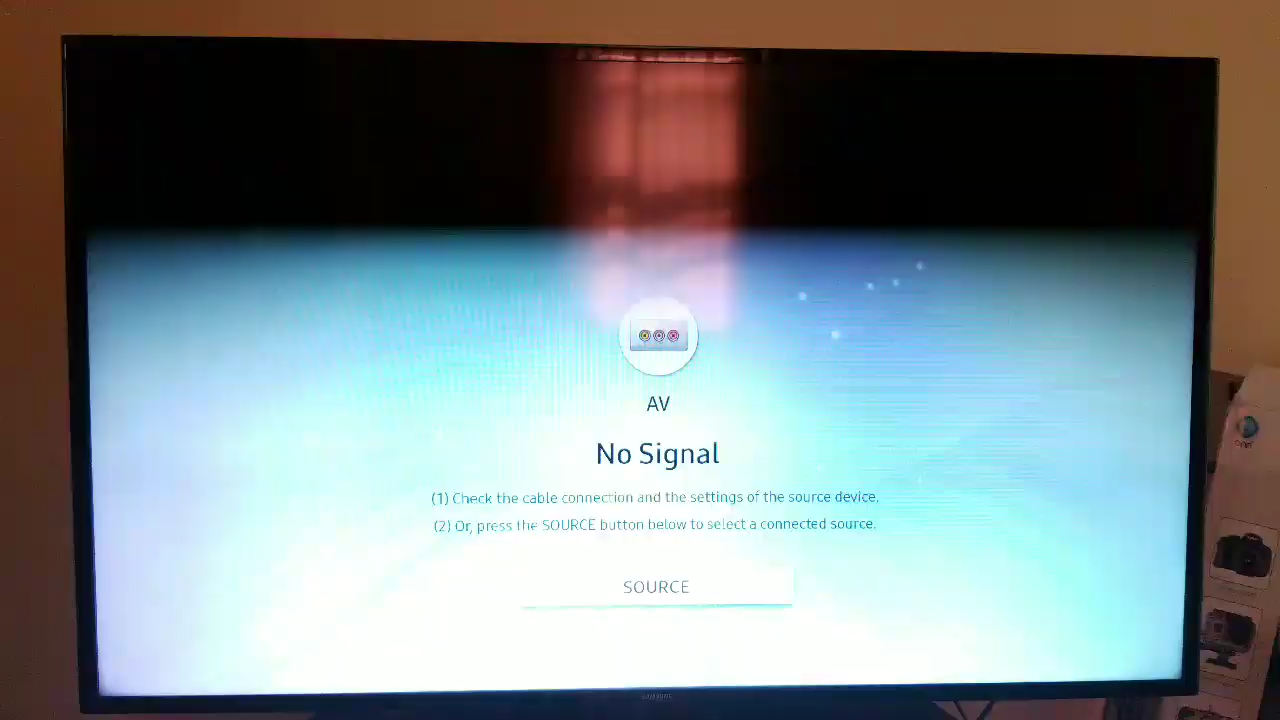 AV
No Signal
(1) Check the cable connection and the settings of the source device.
(2) Or, press the SOURCE button below to select a connected source.
SOURCE
SAMSUNG